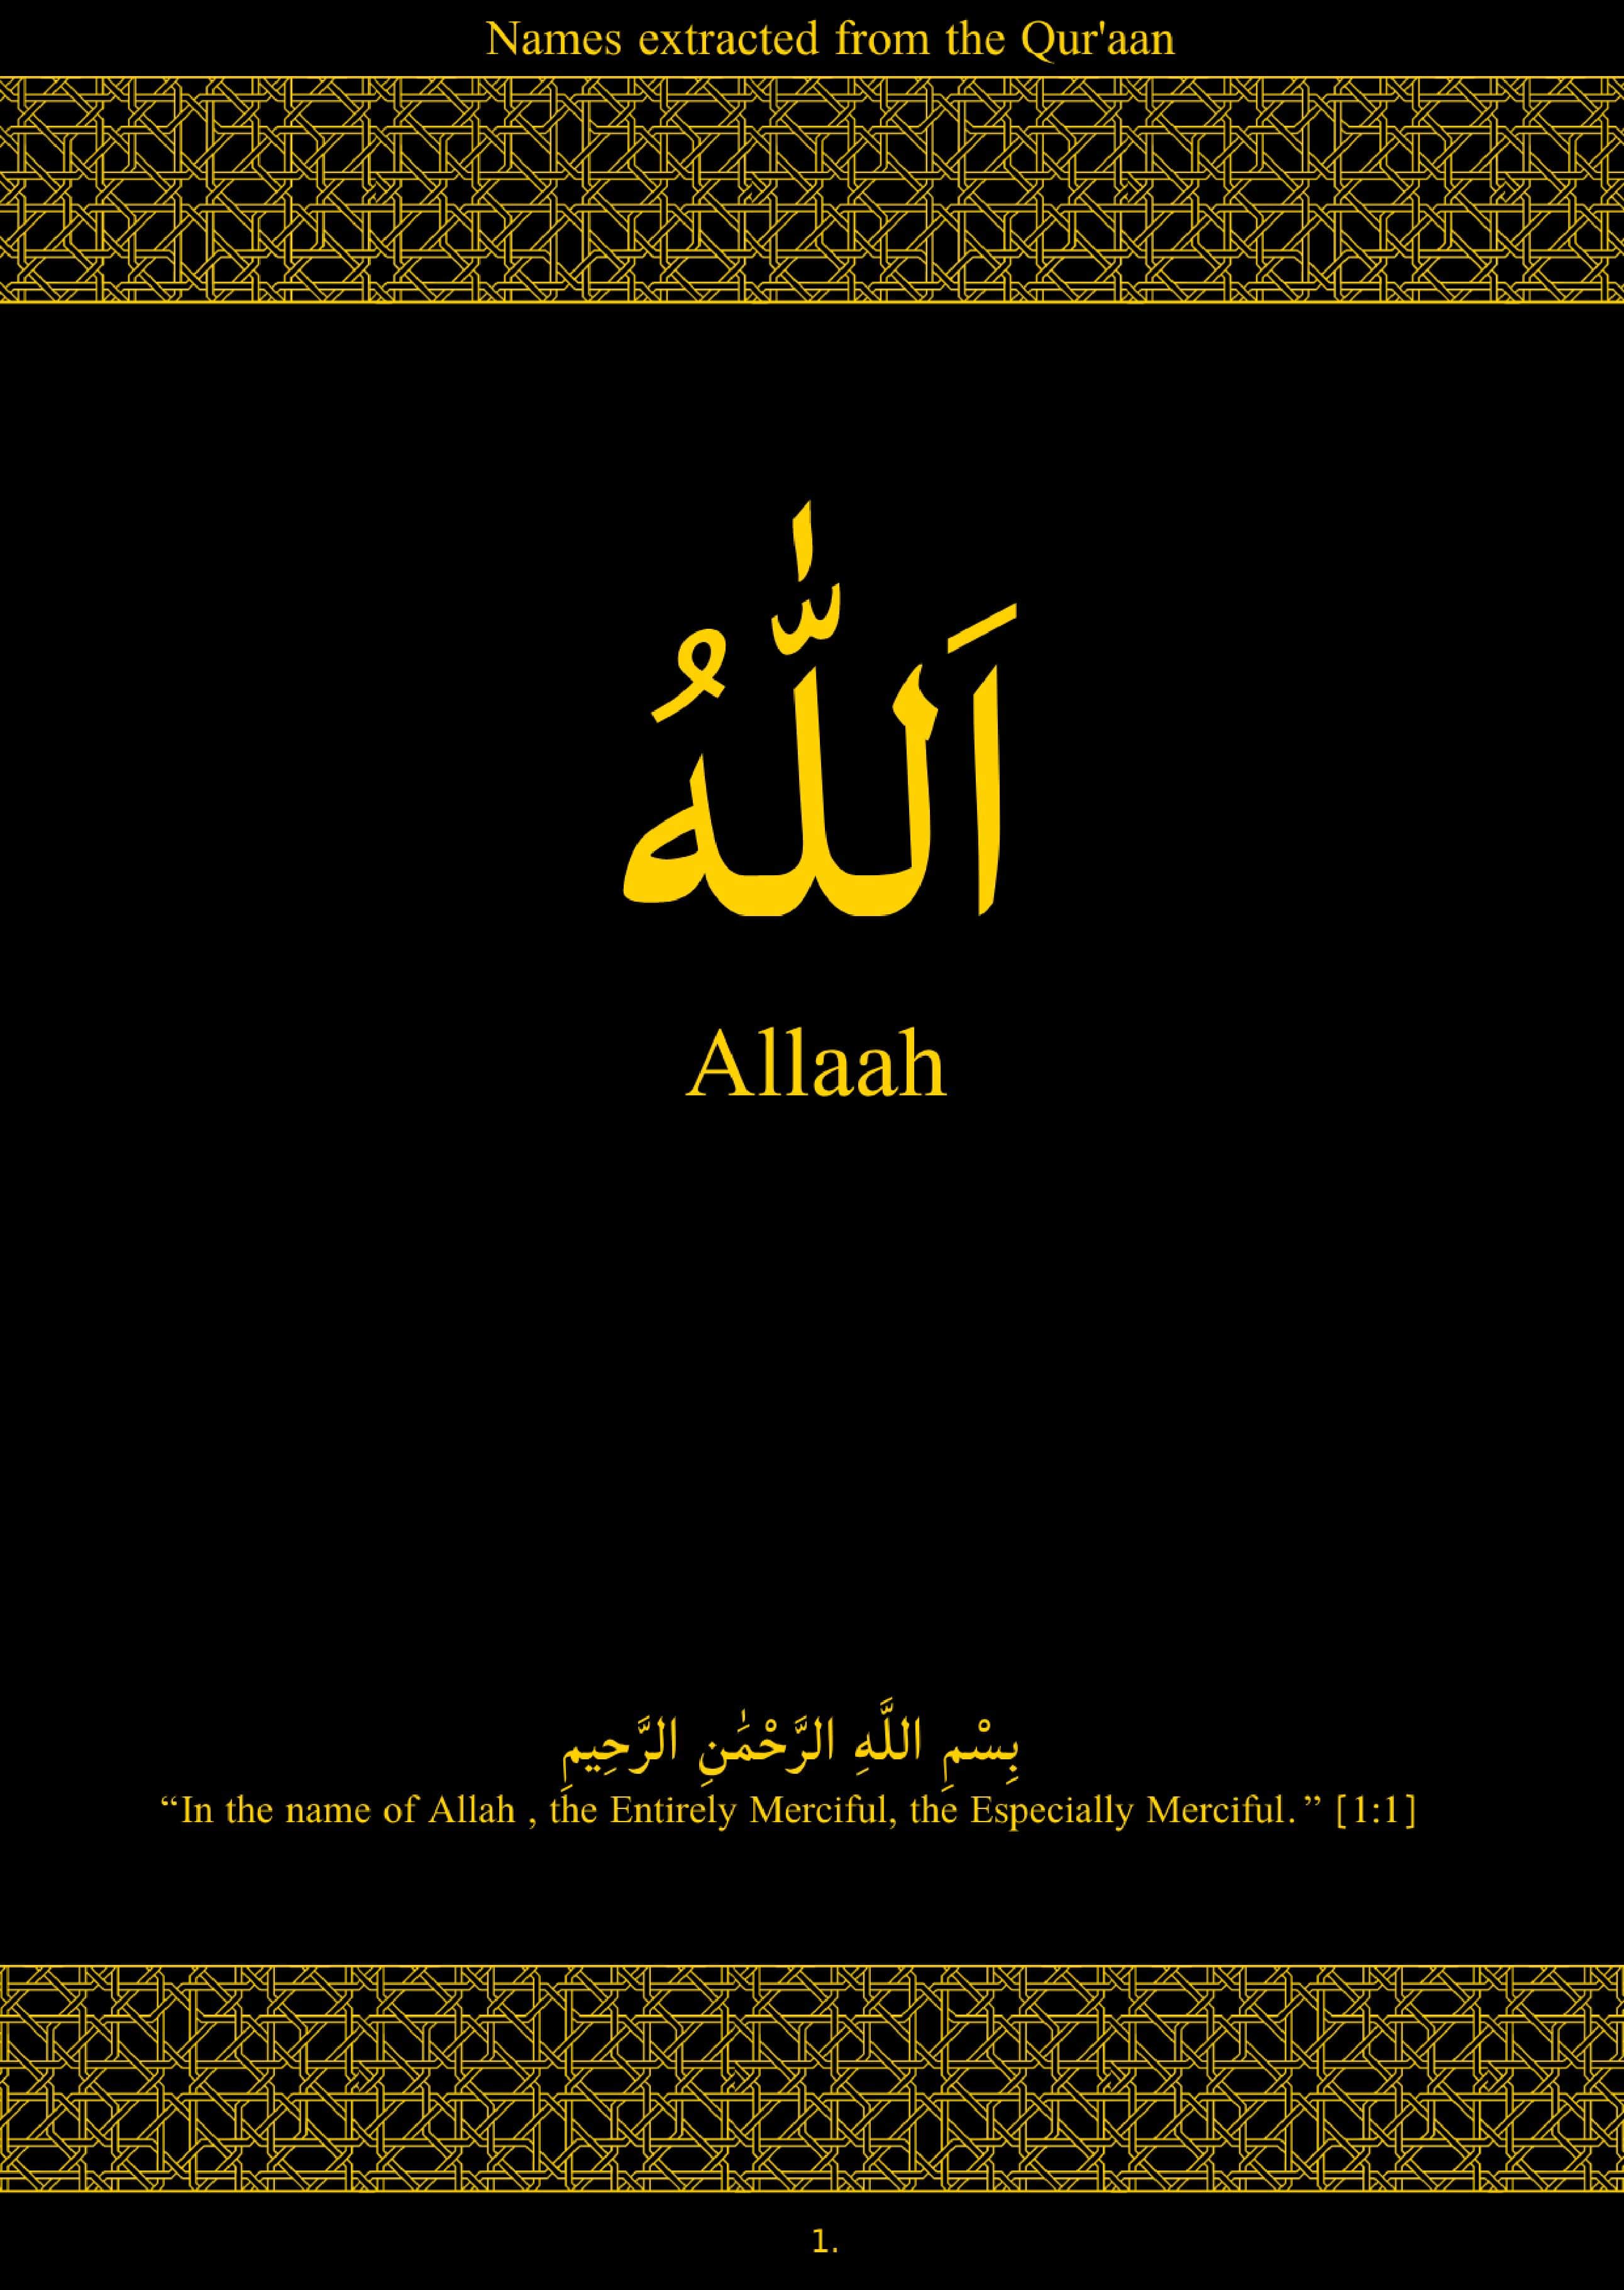 Names extracted from the Qur'aan
اَللّٰهُ
Allaah
بِسْمِ اللَّهِ الرَّحْمَٰنِ الرَّحِيمِ
“In the name of Allah , the Entirely Merciful, the Especially Merciful.” [1:1]
1.